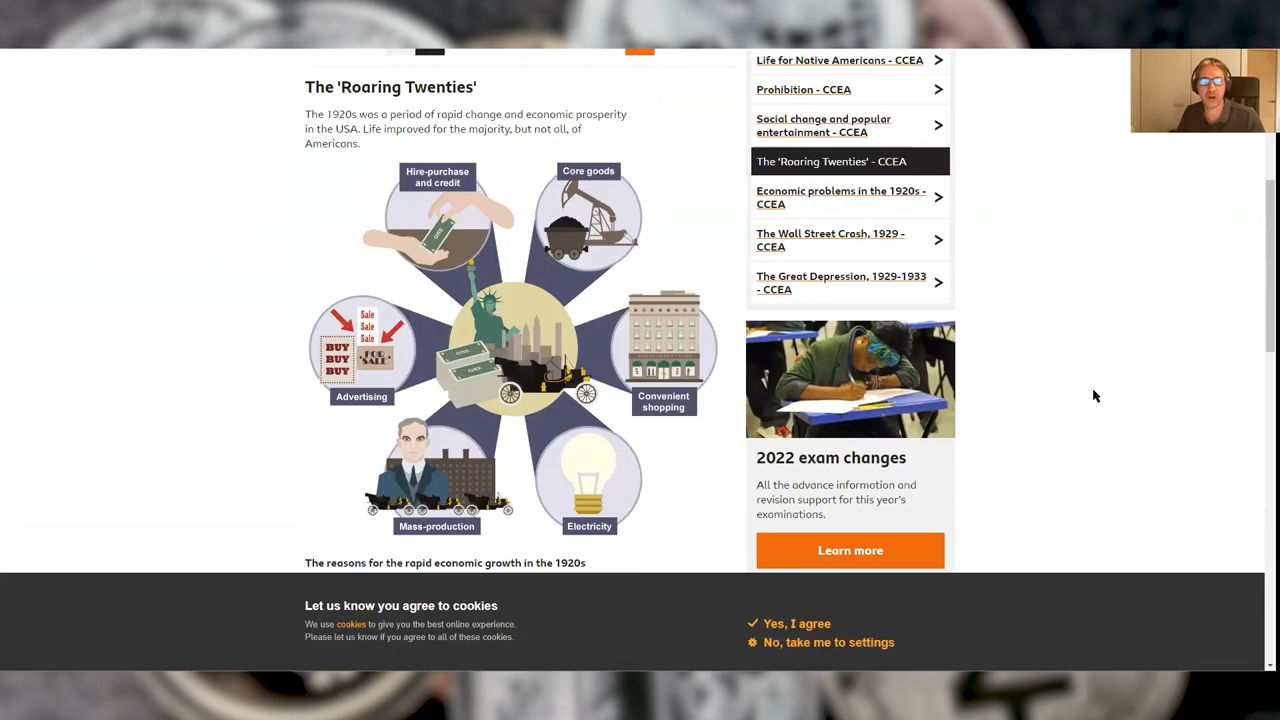 The 'Roaring Twenties'
The 1920s was a period of rapid change and economic prosperity
in the USA. Life improved for the majority, but not all, of
Americans.
Hire-purchase
and credit
Core goods
ONE
Sale
Sale
Sale
BUY
BUY
BUY
FOR
SALE
Advertising
ONE
ONE
Convenient
shopping
Mass-production
Electricity
The reasons for the rapid economic growth in the 1920s
Life for Native Americans - CCEA
Prohibition - CCEA
Social change and popular
entertainment - CCEA
The 'Roaring Twenties' - CCEA
Economic problems in the 1920s -
CCEA
The Wall Street Crash, 1929 -
CCEA
The Great Depression, 1929-1933
- CCEA
2022 exam changes
All the advance information and
revision support for this year's
examinations.
Learn more
Let us know you agree to cookies
We use cookies to give you the best online experience.
Please let us know if you agree to all of these cookies.
Yes, I agree
No, take me to settings